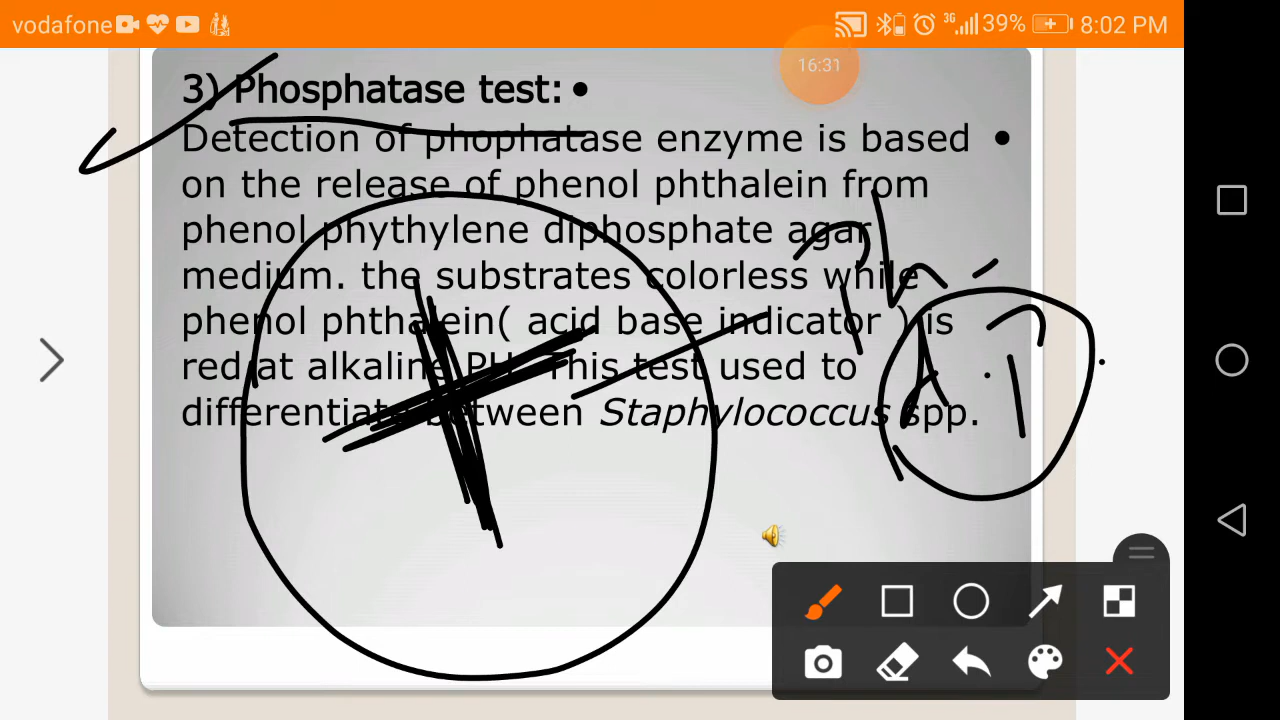 vodafone 3G 39% 8:02 PM
16:31
3) Phosphatase test: •
Detection of phophatase enzyme is based •
on the release of phenol phthalein from
phenol phythylene diphosphate agar
medium. the substrates colorless while
phenol phthalein( acid base indicator ) is
red at alkaline PH. This test used to
differentiate between Staphylococcus spp.